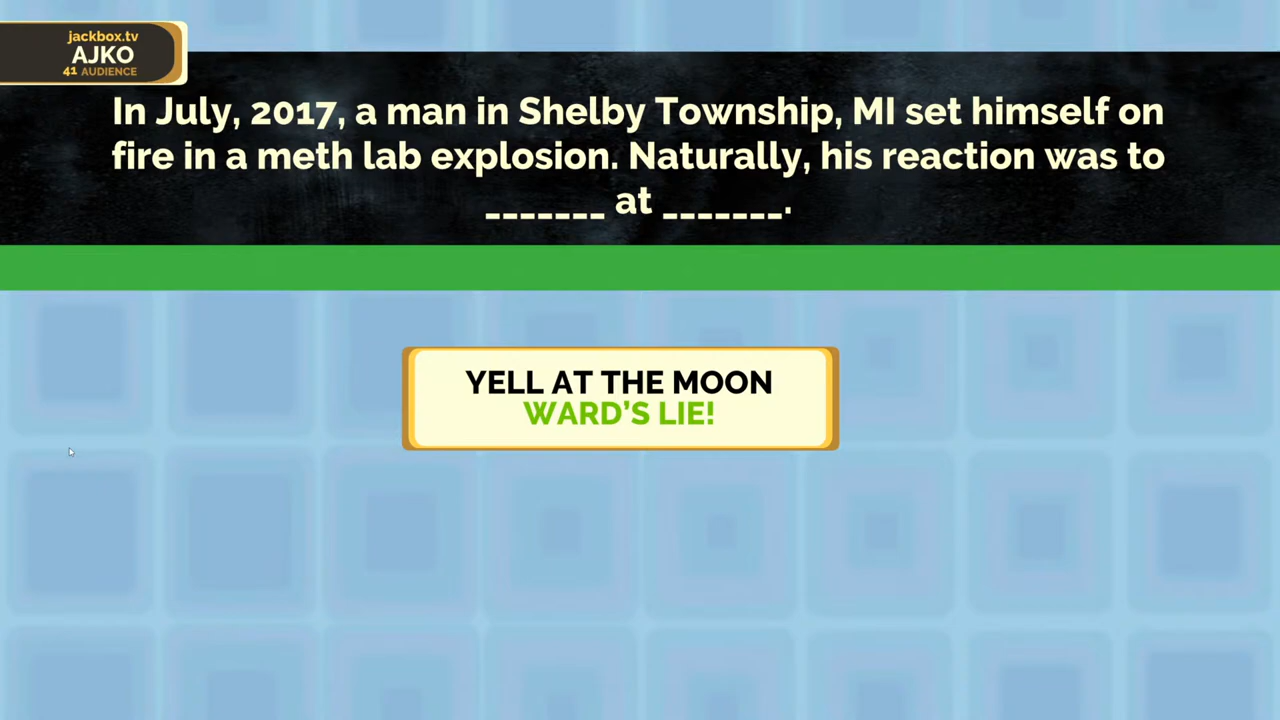 jackbox.tv
AJKO
41 AUDIENCE
In July, 2017, a man in Shelby Township, MI set himself on
fire in a meth lab explosion. Naturally, his reaction was to
_______ at _______.
YELL AT THE MOON
WARD'S LIE!